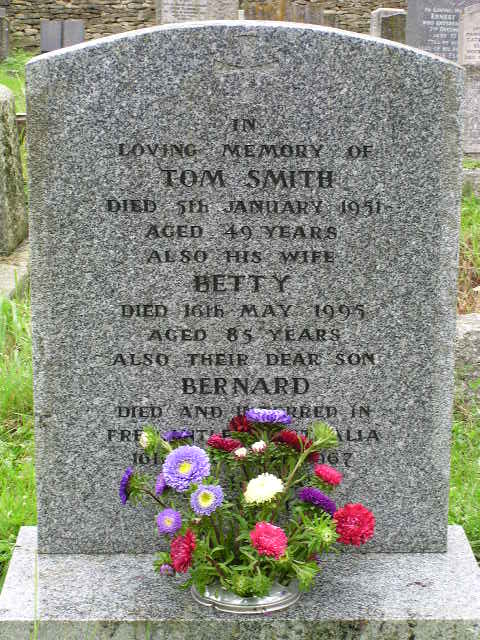 IN
LOVING MEMORY OF
TOM SMITH
DIED 5th JANUARY 1951
AGED 49 YEARS
ALSO HIS WIFE
BETTY
DIED 16th MAY 1995
AGED 85 YEARS
ALSO THEIR DEAR SON
BERNARD
DIED AND IN